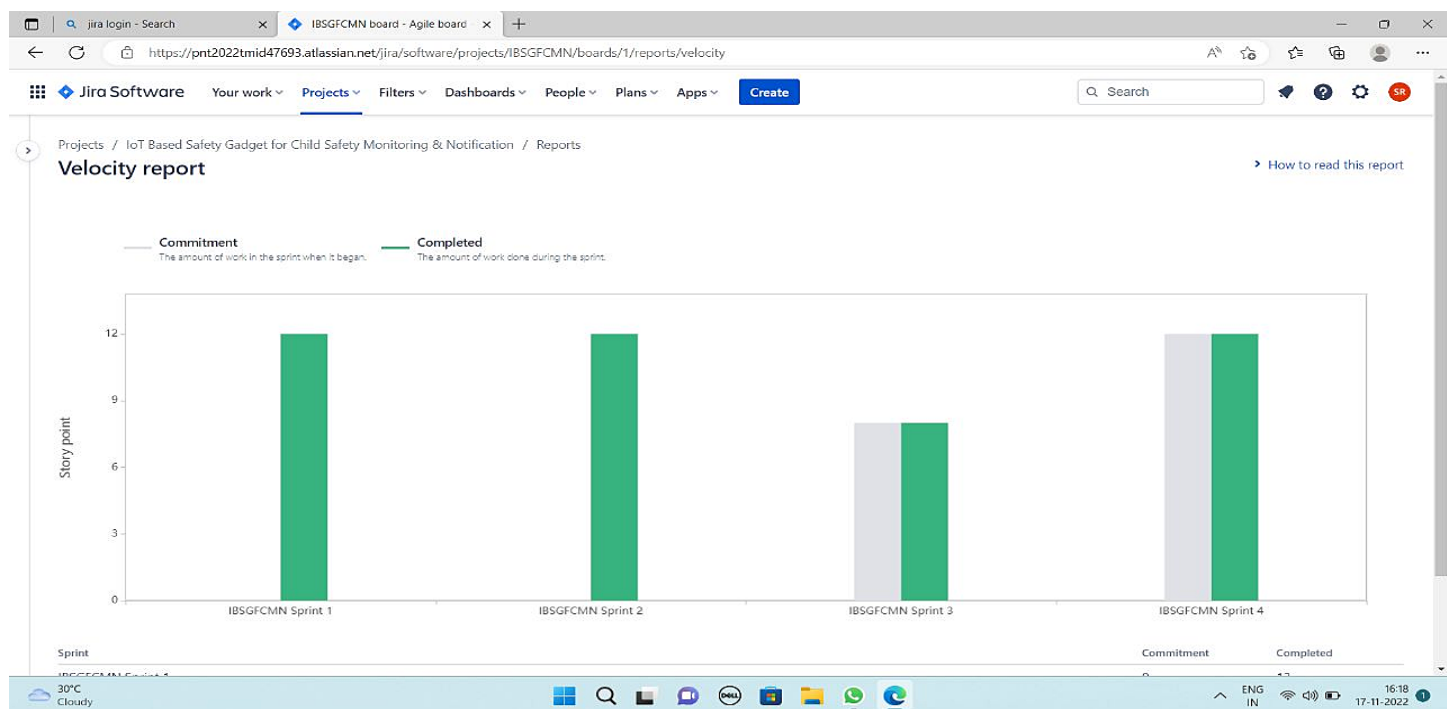 jira login - Search
IBSGFCMN board - Agile board
https://pnt2022tmid47693.atlassian.net/jira/software/projects/IBSGFCMN/boards/1/reports/velocity
Jira Software Your work Projects Filters Dashboards People Plans Apps Create Search SR
Projects / IoT Based Safety Gadget for Child Safety Monitoring & Notification / Reports
Velocity report
How to read this report
Commitment
The amount of work in the sprint when it began.
Completed
The amount of work done during the sprint.
Story point
12
9
6
3
0
IBSGFCMN Sprint 1 IBSGFCMN Sprint 2 IBSGFCMN Sprint 3 IBSGFCMN Sprint 4
Sprint Commitment Completed
IBSGFCMN Sprint 1
30°C
Cloudy
DELL
ENG
IN
16:18
17-11-2022
1